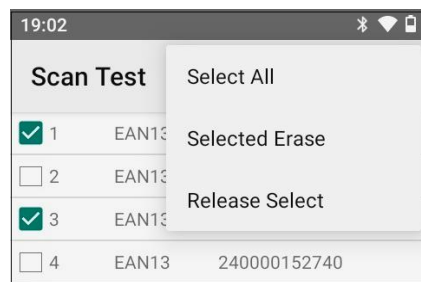 19:02
Scan Test
Select All
1 EAN13
Selected Erase
2 EAN13
Release Select
3 EAN13
4 EAN13 240000152740